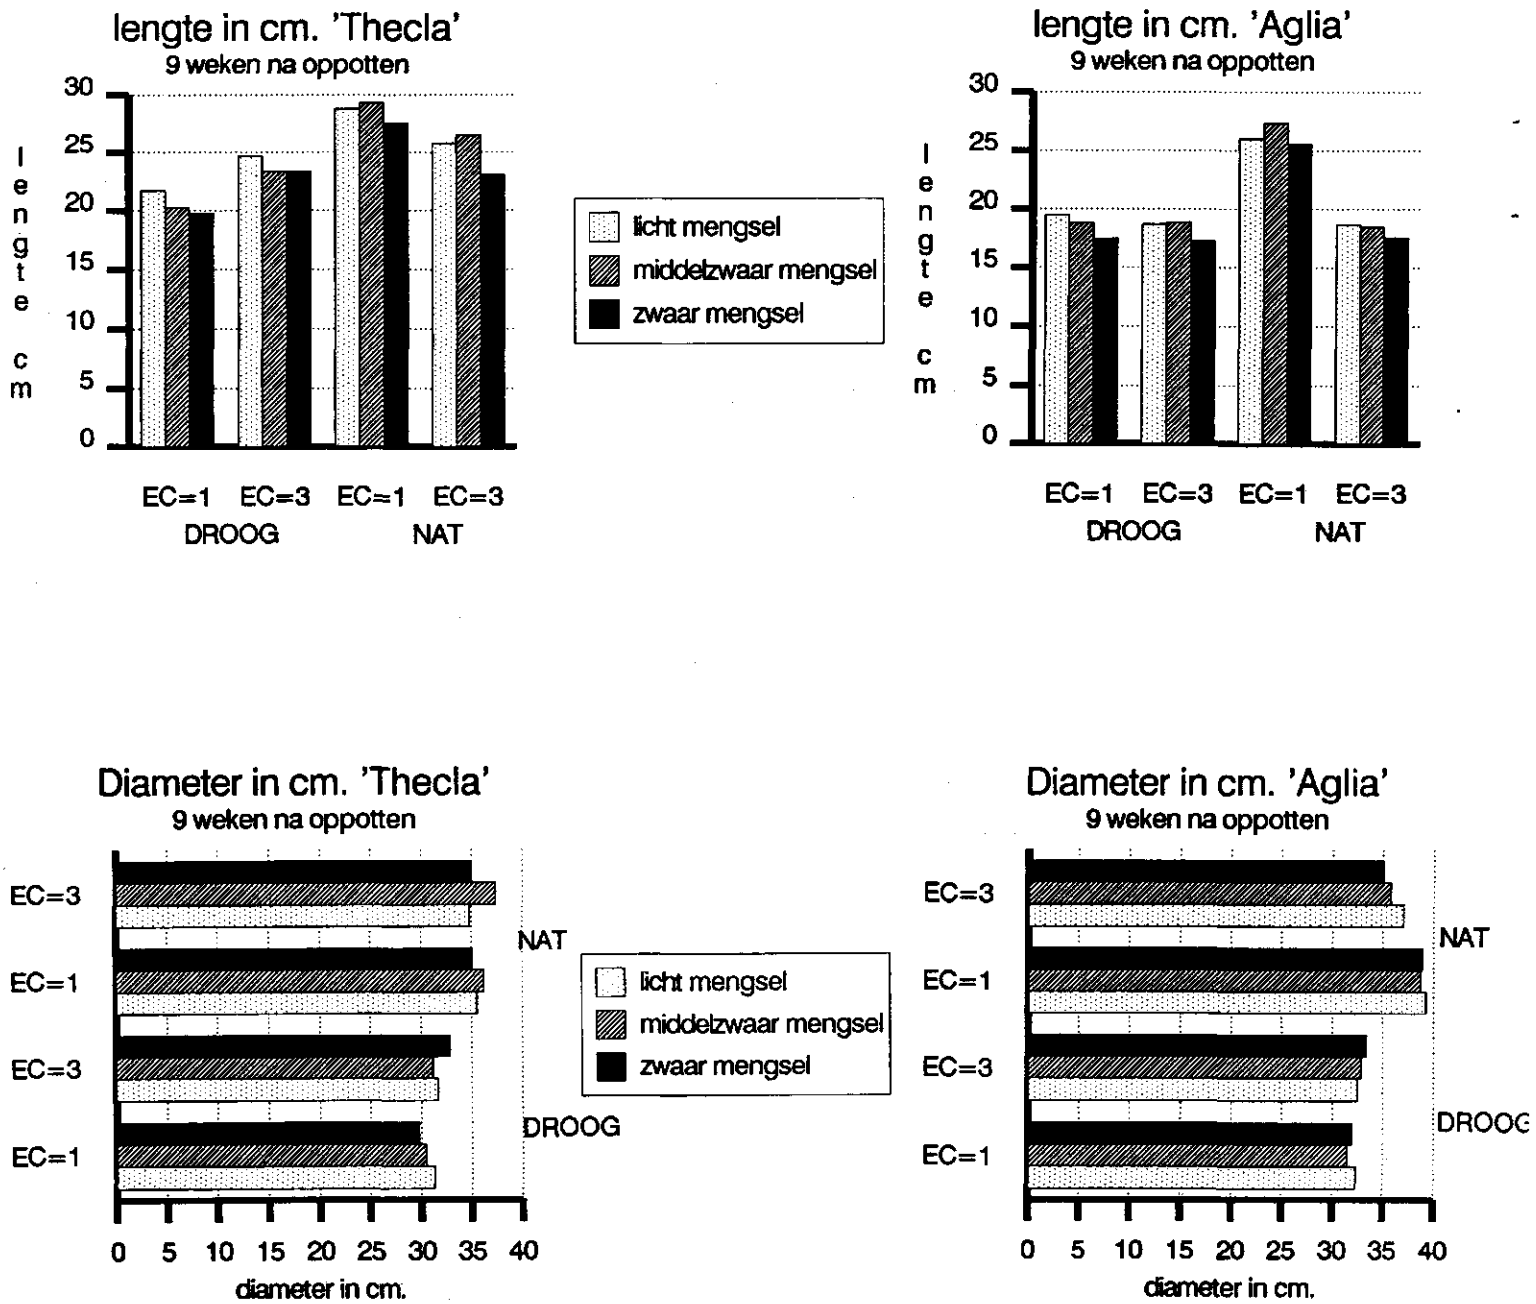 lengte in cm. 'Thecla'
9 weken na oppotten
30
25
20
15
10
5
0
lengte cm
EC=1 EC=3 EC=1 EC=3
DROOG NAT
licht mengsel
middelzwaar mengsel
zwaar mengsel
lengte in cm. 'Aglia'
9 weken na oppotten
30
25
20
15
10
5
0
lengte cm
EC=1 EC=3 EC=1 EC=3
DROOG NAT
Diameter in cm. 'Thecla'
9 weken na oppotten
EC=3
NAT
EC=1
EC=3
DROOG
EC=1
0 5 10 15 20 25 30 35 40
diameter in cm.
licht mengsel
middelzwaar mengsel
zwaar mengsel
Diameter in cm. 'Aglia'
9 weken na oppotten
EC=3
NAT
EC=1
EC=3
DROOG
EC=1
0 5 10 15 20 25 30 35 40
diameter in cm.